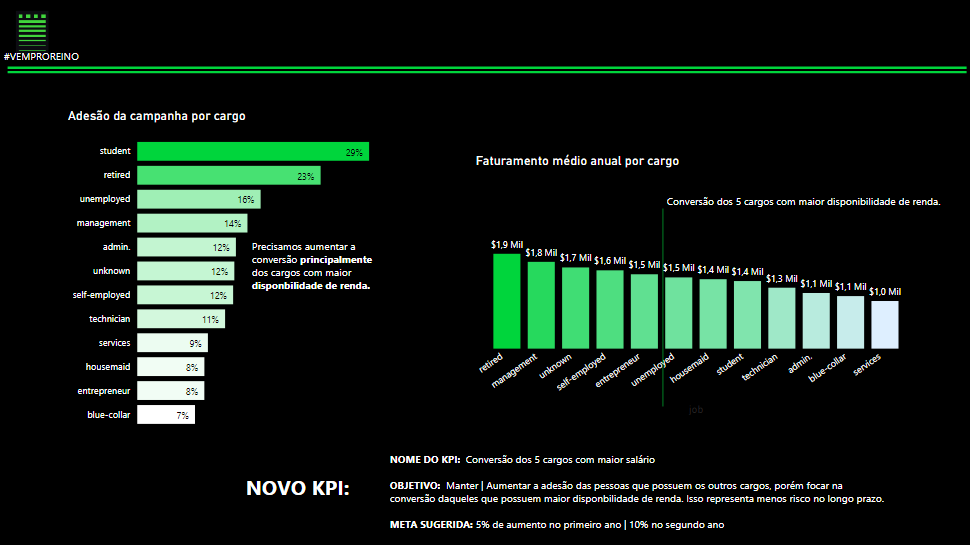 #VEMPROREINO
Adesão da campanha por cargo
student 29%
retired 23%
unemployed 16%
management 14%
admin. 12%
unknown 12%
self-employed 12%
technician 11%
services 9%
housemaid 8%
entrepreneur 8%
blue-collar 7%
Precisamos aumentar a
conversão principalmente
dos cargos com maior
disponbilidade de renda.
Faturamento médio anual por cargo
Conversão dos 5 cargos com maior disponibilidade de renda.
$1,9 Mil $1,8 Mil $1,7 Mil $1,6 Mil $1,5 Mil $1,5 Mil $1,4 Mil $1,4 Mil $1,3 Mil $1,1 Mil $1,1 Mil $1,0 Mil
retired management unknown self-employed entrepreneur unemployed housemaid student technician admin. blue-collar services
job
NOVO KPI:
NOME DO KPI: Conversão dos 5 cargos com maior salário
OBJETIVO: Manter | Aumentar a adesão das pessoas que possuem os outros cargos, porém focar na
conversão daqueles que possuem maior disponbilidade de renda. Isso representa menos risco no longo prazo.
META SUGERIDA: 5% de aumento no primeiro ano | 10% no segundo ano